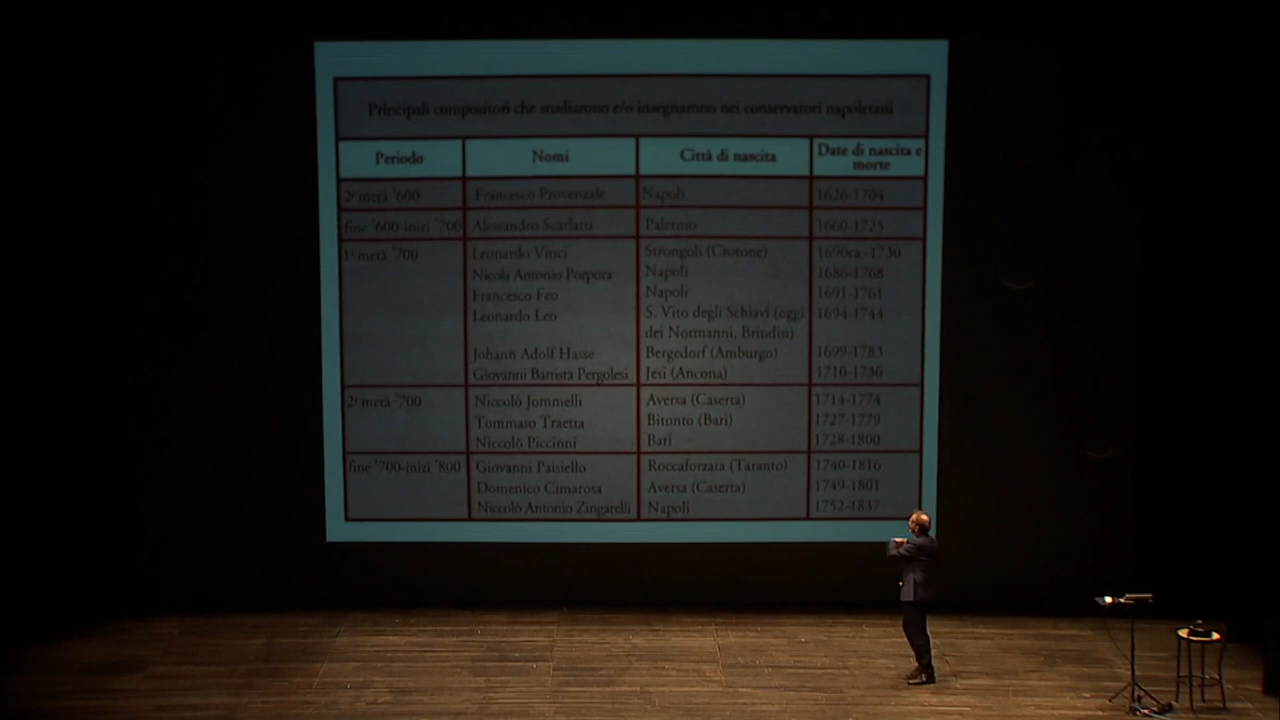 Principali compositori che studiarono e/o insegnarono nei conservatori napoletani
Periodo Nomi Città di nascita Date di nascita e morte
2ª metà '600 Francesco Provenzale Napoli 1626-1704
fine '600-inizi '700 Alessandro Scarlatti Palermo 1660-1725
1ª metà '700 Leonardo Vinci Strongoli (Crotone) 1690ca.-1730
Nicola Antonio Porpora Napoli 1686-1768
Francesco Feo Napoli 1691-1761
Leonardo Leo S. Vito degli Schiavi (oggi 1694-1744
dei Normanni, Brindisi)
Johann Adolf Hasse Bergedorf (Amburgo) 1699-1783
Giovanni Battista Pergolesi Jesi (Ancona) 1710-1736
2ª metà '700 Niccolò Jommelli Aversa (Caserta) 1714-1774
Tommaso Traetta Bitonto (Bari) 1727-1779
Niccolò Piccinni Bari 1728-1800
fine '700-inizi '800 Giovanni Paisiello Roccaforzata (Taranto) 1740-1816
Domenico Cimarosa Aversa (Caserta) 1749-1801
Niccolò Antonio Zingarelli Napoli 1752-1837